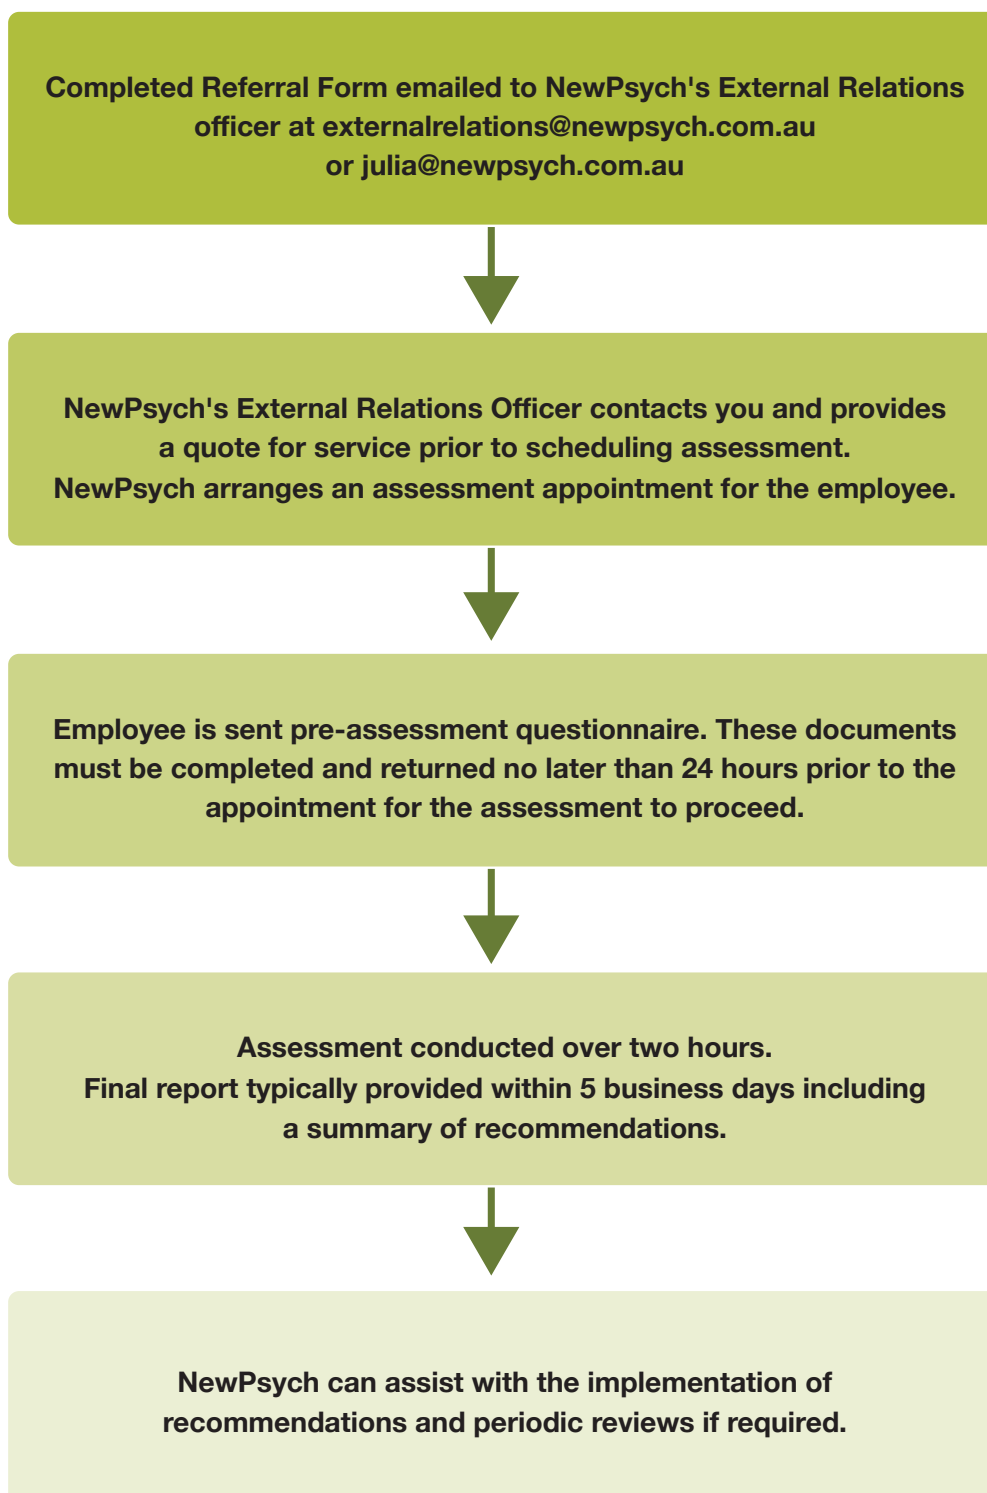 Completed Referral Form emailed to NewPsych's External Relations
officer at externalrelations@newpsych.com.au
or julia@newpsych.com.au
NewPsych's External Relations Officer contacts you and provides
a quote for service prior to scheduling assessment.
NewPsych arranges an assessment appointment for the employee.
Employee is sent pre-assessment questionnaire. These documents
must be completed and returned no later than 24 hours prior to the
appointment for the assessment to proceed.
Assessment conducted over two hours.
Final report typically provided within 5 business days including
a summary of recommendations.
NewPsych can assist with the implementation of
recommendations and periodic reviews if required.